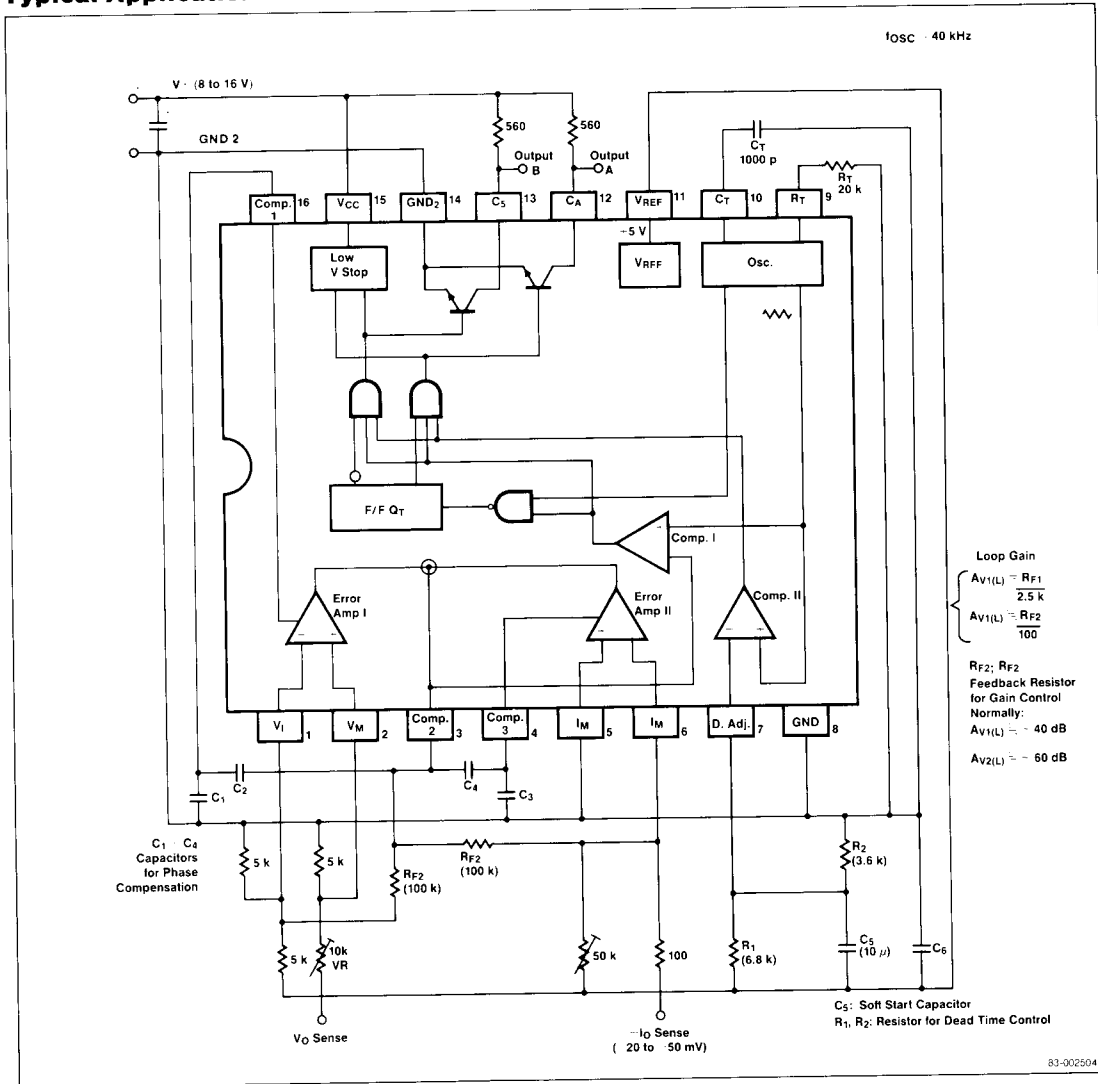 fOSC 40 kHz
V (8 to 16 V)
GND 2
560
560
Output
B
Output
A
CT
1000 p
RT
20 k
Comp.
1
16
VCC
15
GND2
14
C5
13
CA
12
VREF
11
CT
10
RT
9
+5 V
Low
V Stop
VRFF
Osc.
F/F QT
Comp. I
Error
Amp I
Error
Amp II
Comp. II
Loop Gain
AV1(L) = RF1
2.5 k
AV1(L) = RF2
100
RF2; RF2
Feedback Resistor
for Gain Control
Normally:
AV1(L) = - 40 dB
AV2(L) = - 60 dB
VI
1
VM
2
Comp.
2
3
Comp.
3
4
IM
5
IM
6
D. Adj.
7
GND
8
C2
C4
C1
C3
C1 C4
Capacitors
for Phase
Compensation
5 k
5 k
RF2
(100 k)
RF2
(100 k)
R2
(3.6 k)
5 k
10k
VR
50 k
100
R1
(6.8 k)
C5
(10 µ)
C6
VO Sense
-IO Sense
( 20 to 50 mV)
C5: Soft Start Capacitor
R1, R2: Resistor for Dead Time Control
83-002504